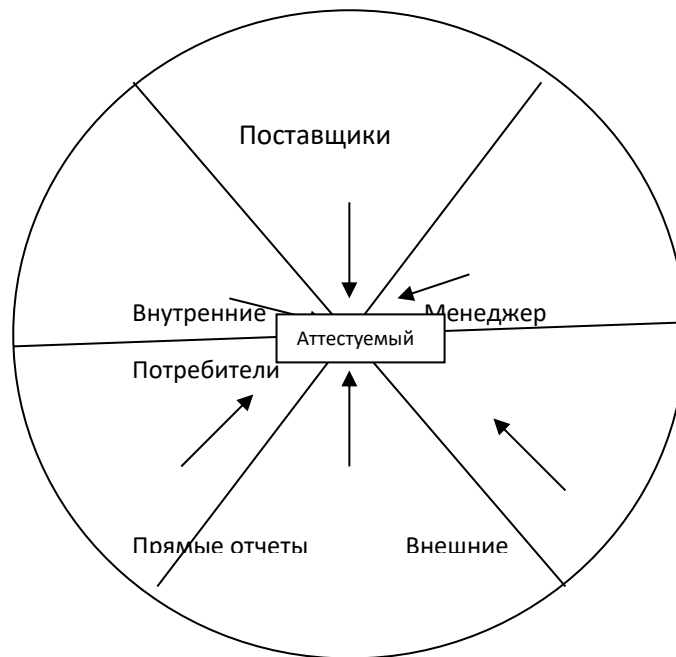 Поставщики
Внутренние Менеджер
Аттестуемый
Потребители
Прямые отчеты Внешние